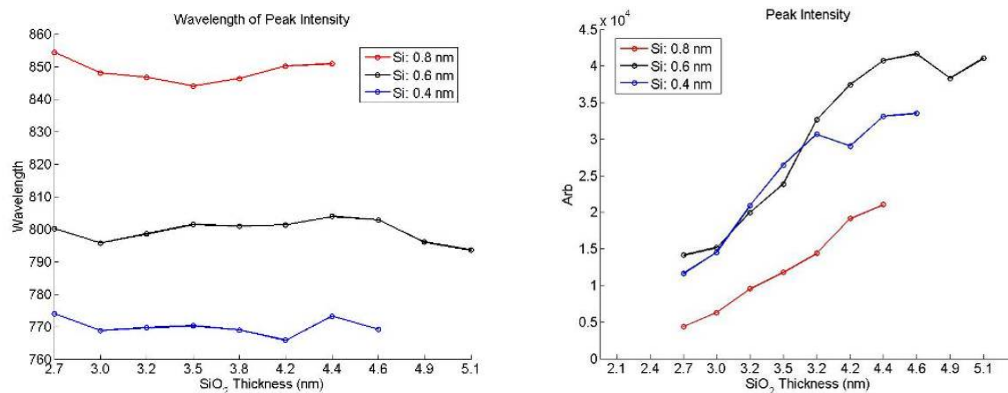 Wavelength of Peak Intensity
860
850
840
830
820
810
800
790
780
770
760
Wavelength
Si: 0.8 nm
Si: 0.6 nm
Si: 0.4 nm
2.7 3.0 3.2 3.5 3.8 4.2 4.4 4.6 4.9 5.1
SiO2 Thickness (nm)
Peak Intensity
x 10^4
4.5
4
3.5
3
2.5
2
1.5
1
0.5
0
Arb
Si: 0.8 nm
Si: 0.6 nm
Si: 0.4 nm
2.1 2.4 2.7 3.0 3.2 3.5 3.2 4.2 4.4 4.6 4.9 5.1
SiO2 Thickness (nm)